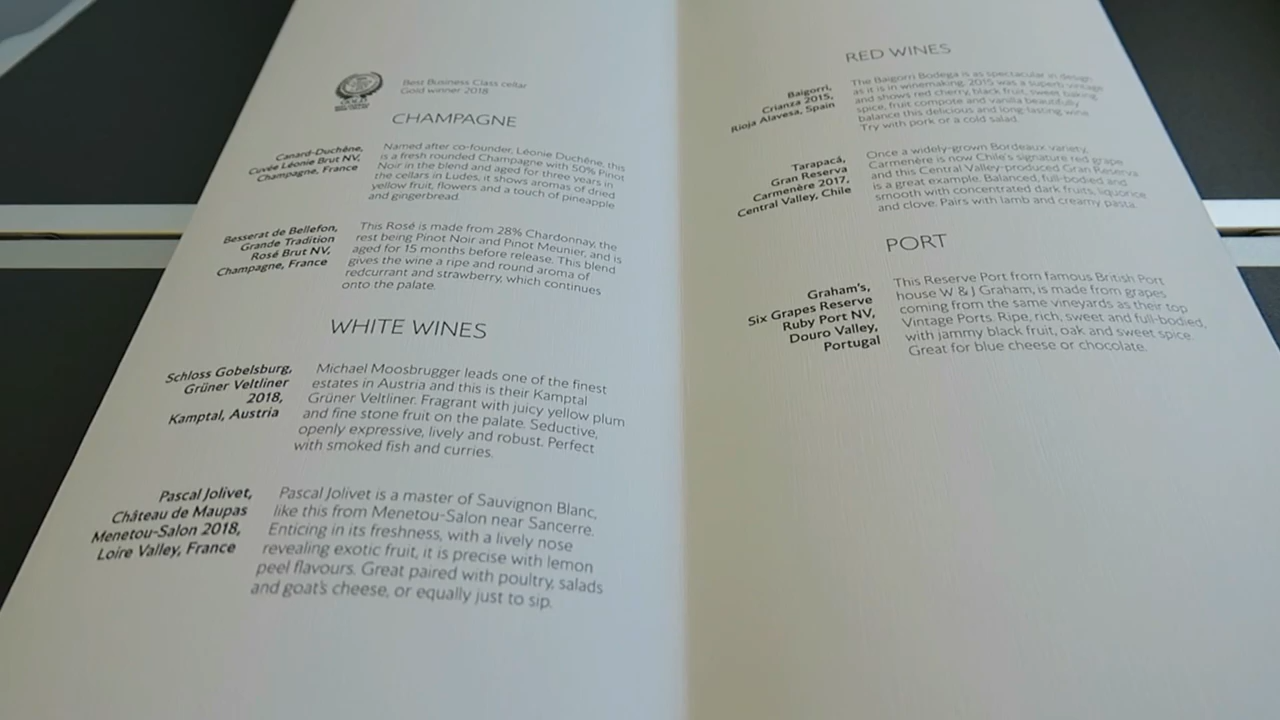 Best Business Class cellar
Gold winner 2018
CHAMPAGNE
Canard-Duchêne,
Cuvée Léonie Brut NV,
Champagne, France
Named after co-founder, Léonie Duchêne, this
is a fresh rounded Champagne with 50% Pinot
Noir in the blend and aged for three years in
the cellars in Ludes, it shows aromas of dried
yellow fruit, flowers and a touch of pineapple
and gingerbread.
Besserat de Bellefon,
Grande Tradition
Rosé Brut NV,
Champagne, France
This Rosé is made from 28% Chardonnay, the
rest being Pinot Noir and Pinot Meunier, and is
aged for 15 months before release. This blend
gives the wine a ripe and round aroma of
redcurrant and strawberry, which continues
onto the palate.
WHITE WINES
Schloss Gobelsburg,
Grüner Veltliner
2018,
Kamptal, Austria
Michael Moosbrugger leads one of the finest
estates in Austria and this is their Kamptal
Grüner Veltliner. Fragrant with juicy yellow plum
and fine stone fruit on the palate. Seductive,
openly expressive, lively and robust. Perfect
with smoked fish and curries.
Pascal Jolivet,
Château de Maupas
Menetou-Salon 2018,
Loire Valley, France
Pascal Jolivet is a master of Sauvignon Blanc,
like this from Menetou-Salon near Sancerre.
Enticing in its freshness, with a lively nose
revealing exotic fruit, it is precise with lemon
peel flavours. Great paired with poultry, salads
and goat's cheese, or equally just to sip.
RED WINES
Baigorri,
Crianza 2015,
Rioja Alavesa, Spain
The Baigorri Bodega is as spectacular in design
as it is in winemaking. 2015 was a superb vintage
and shows red cherry, black fruit, sweet baking
spice, fruit compote and vanilla beautifully
balance this delicious and long-lasting wine.
Try with pork or a cold salad.
Tarapacá,
Gran Reserva
Carmenère 2017,
Central Valley, Chile
Once a widely-grown Bordeaux variety,
Carmenère is now Chile's signature red grape
and this Central Valley-produced Gran Reserva
is a great example. Balanced, full-bodied and
smooth with concentrated dark fruits, liquorice
and clove. Pairs with lamb and creamy pasta.
PORT
Graham's,
Six Grapes Reserve
Ruby Port NV,
Douro Valley,
Portugal
This Reserve Port from famous British Port
house W & J Graham, is made from grapes
coming from the same vineyards as their top
Vintage Ports. Ripe, rich, sweet and full-bodied,
with jammy black fruit, oak and sweet spice.
Great for blue cheese or chocolate.